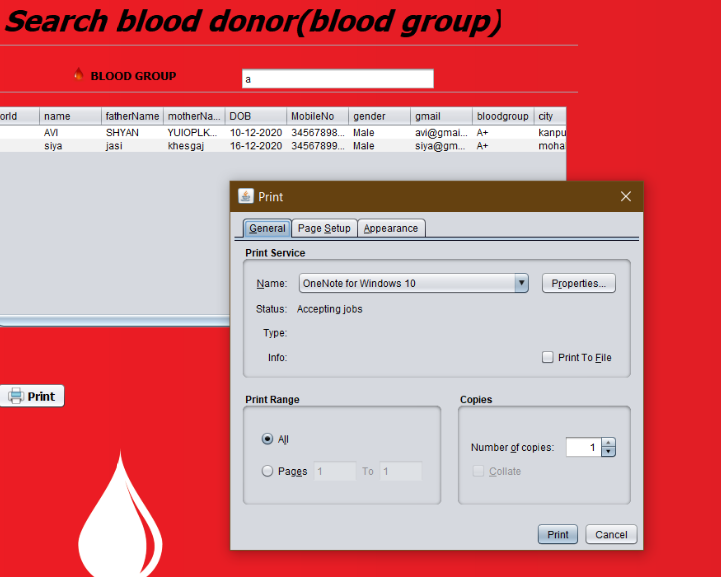 Search blood donor(blood group)
BLOOD GROUP
a
orld name fatherName motherNa... DOB MobileNo gender gmail bloodgroup city
AVI SHYAN YUIOPLK... 10-12-2020 34567898... Male avi@gmai... A+ kanpu
siya jasi khesgaj 16-12-2020 34567899... Male siya@gm... A+ moha
Print
General Page Setup Appearance
Print Service
Name: OneNote for Windows 10 Properties...
Status: Accepting jobs
Type:
Info: Print To File
Print Range Copies
All
Number of copies: 1
Pages 1 To 1
Collate
Print Cancel
Print